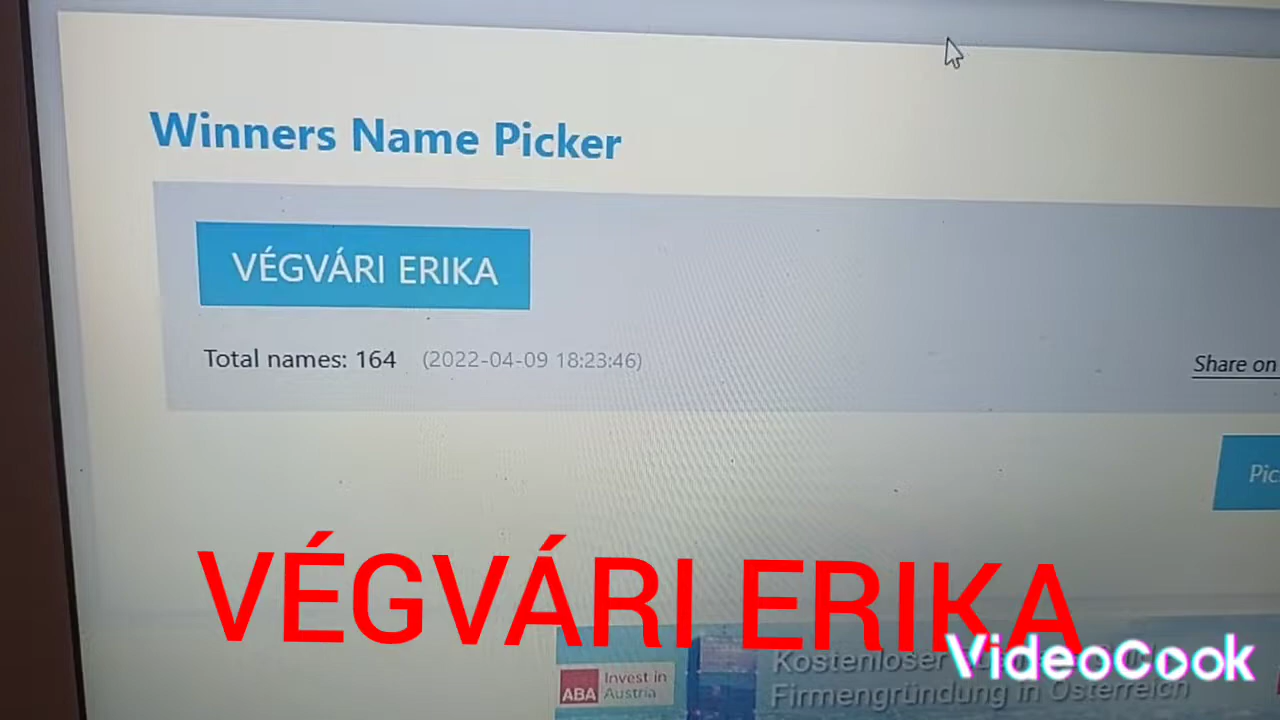 Winners Name Picker
VÉGVÁRI ERIKA
Total names: 164 (2022-04-09 18:23:46)
Share on
VÉGVÁRI ERIKA
VideoCook
Kostenloser
Invest in
Austria
ABA
Firmengründung in Österreich